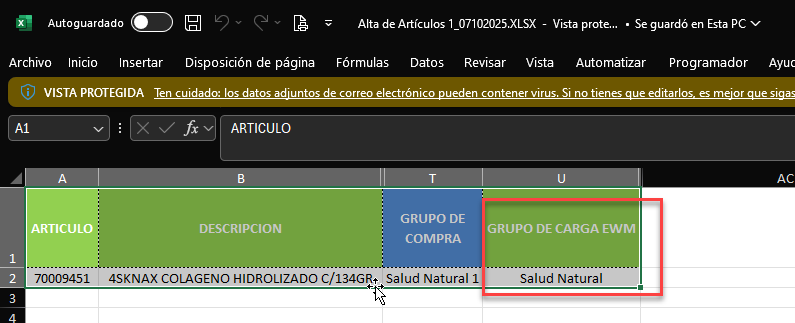 Autoguardado Alta de Artículos 1_07102025.XLSX - Vista prote... • Se guardó en Esta PC
Archivo Inicio Insertar Disposición de página Fórmulas Datos Revisar Vista Automatizar Programador Ayu
VISTA PROTEGIDA Ten cuidado: los datos adjuntos de correo electrónico pueden contener virus. Si no tienes que editarlos, es mejor que sigas
A1 fx ARTICULO
A B T U AC
1 ARTICULO DESCRIPCION GRUPO DE COMPRA GRUPO DE CARGA EWM
2 70009451 4SKNAX COLAGENO HIDROLIZADO C/134GR Salud Natural 1 Salud Natural
3
4